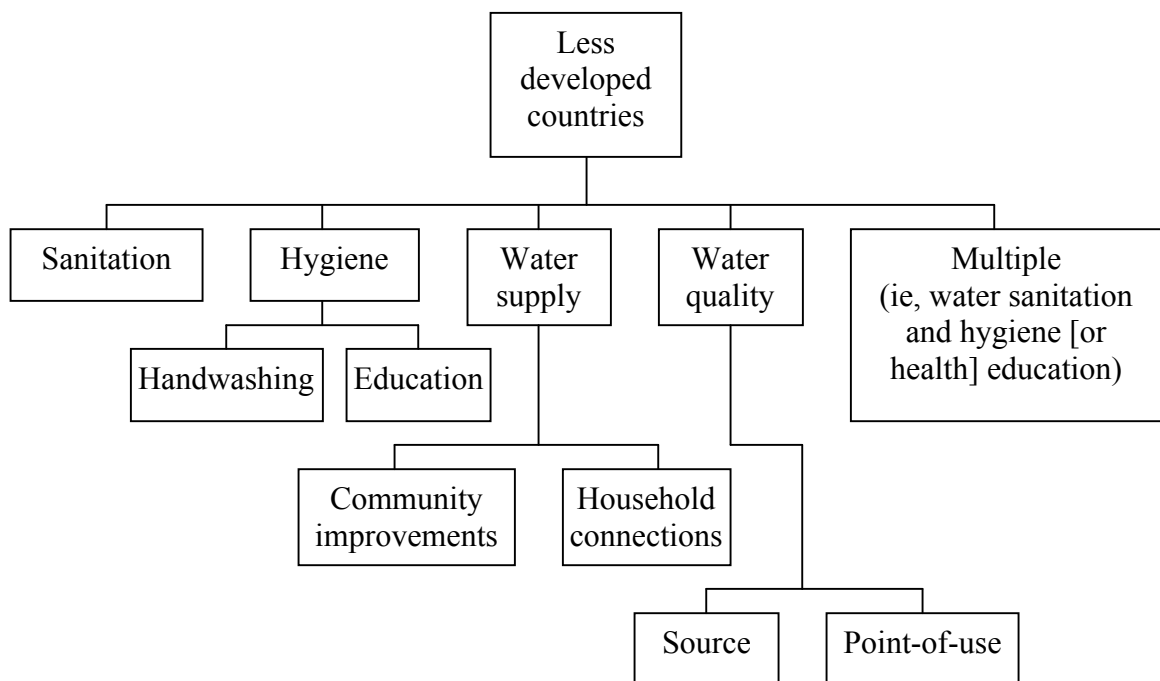 Less
developed
countries
Sanitation
Hygiene
Water
supply
Water
quality
Multiple
(ie, water sanitation
and hygiene [or
health] education)
Handwashing
Education
Community
improvements
Household
connections
Source
Point-of-use